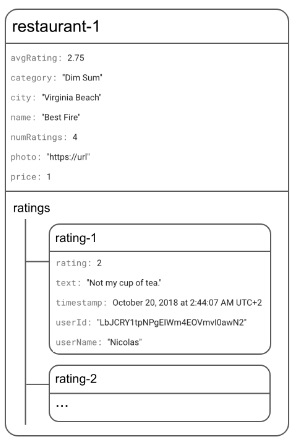 restaurant-1
avgRating: 2.75
category: "Dim Sum"
city: "Virginia Beach"
name: "Best Fire"
numRatings: 4
photo: "https://url"
price: 1
ratings
rating-1
rating: 2
text: "Not my cup of tea."
timestamp: October 20, 2018 at 2:44:07 AM UTC+2
userId: "LbJCRY1tpNPgEIWm4EOVmvI0awN2"
userName: "Nicolas"
rating-2
...